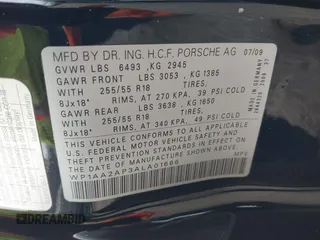 MFD BY DR. ING. H.C.F. PORSCHE AG 07/09
GVWR LBS 6493 ,KG 2945
GAWR FRONT LBS 3053 ,KG 1385
WITH 255/55 R18 TIRES,
8Jx18" RIMS, AT 270 KPA, 39 PSI COLD
GAWR REAR LBS 3638 ,KG 1650
WITH 255/55 R18 TIRES,
8Jx18" RIMS, AT 340 KPA, 49 PSI COLD
THIS VEHICLE CONFORMS TO ALL APPLICABLE
FEDERAL MOTOR VEHICLE SAFETY AND
THEFT PREVENTION STANDARDS IN EFFECT ON
THE DATE OF MANUFACTURE SHOWN ABOVE.
WP1AA2AP3ALA01666 MPV
DREAMBID